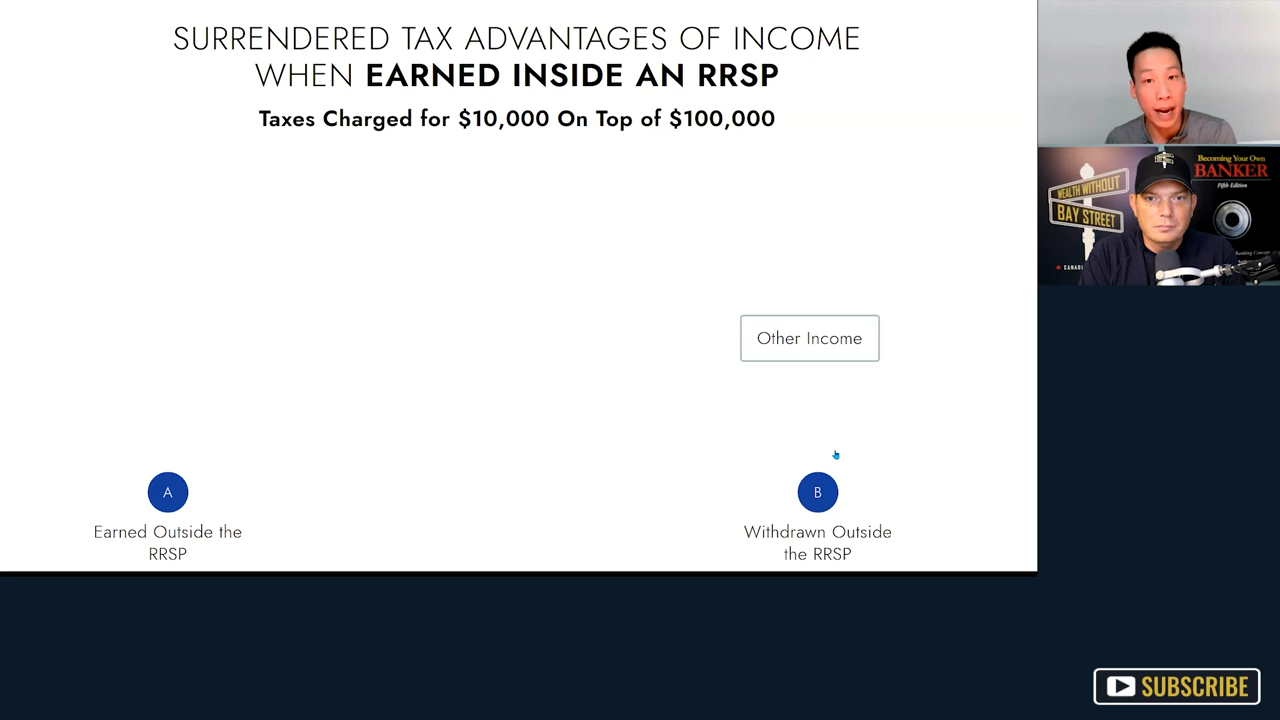 SURRENDERED TAX ADVANTAGES OF INCOME
WHEN EARNED INSIDE AN RRSP
Taxes Charged for $10,000 On Top of $100,000
Other Income
A
Earned Outside the
RRSP
B
Withdrawn Outside
the RRSP
WEALTH WITHOUT
BAY STREET
Becoming Your Own
BANKER
Fifth Edition
Banking Concept
SUBSCRIBE